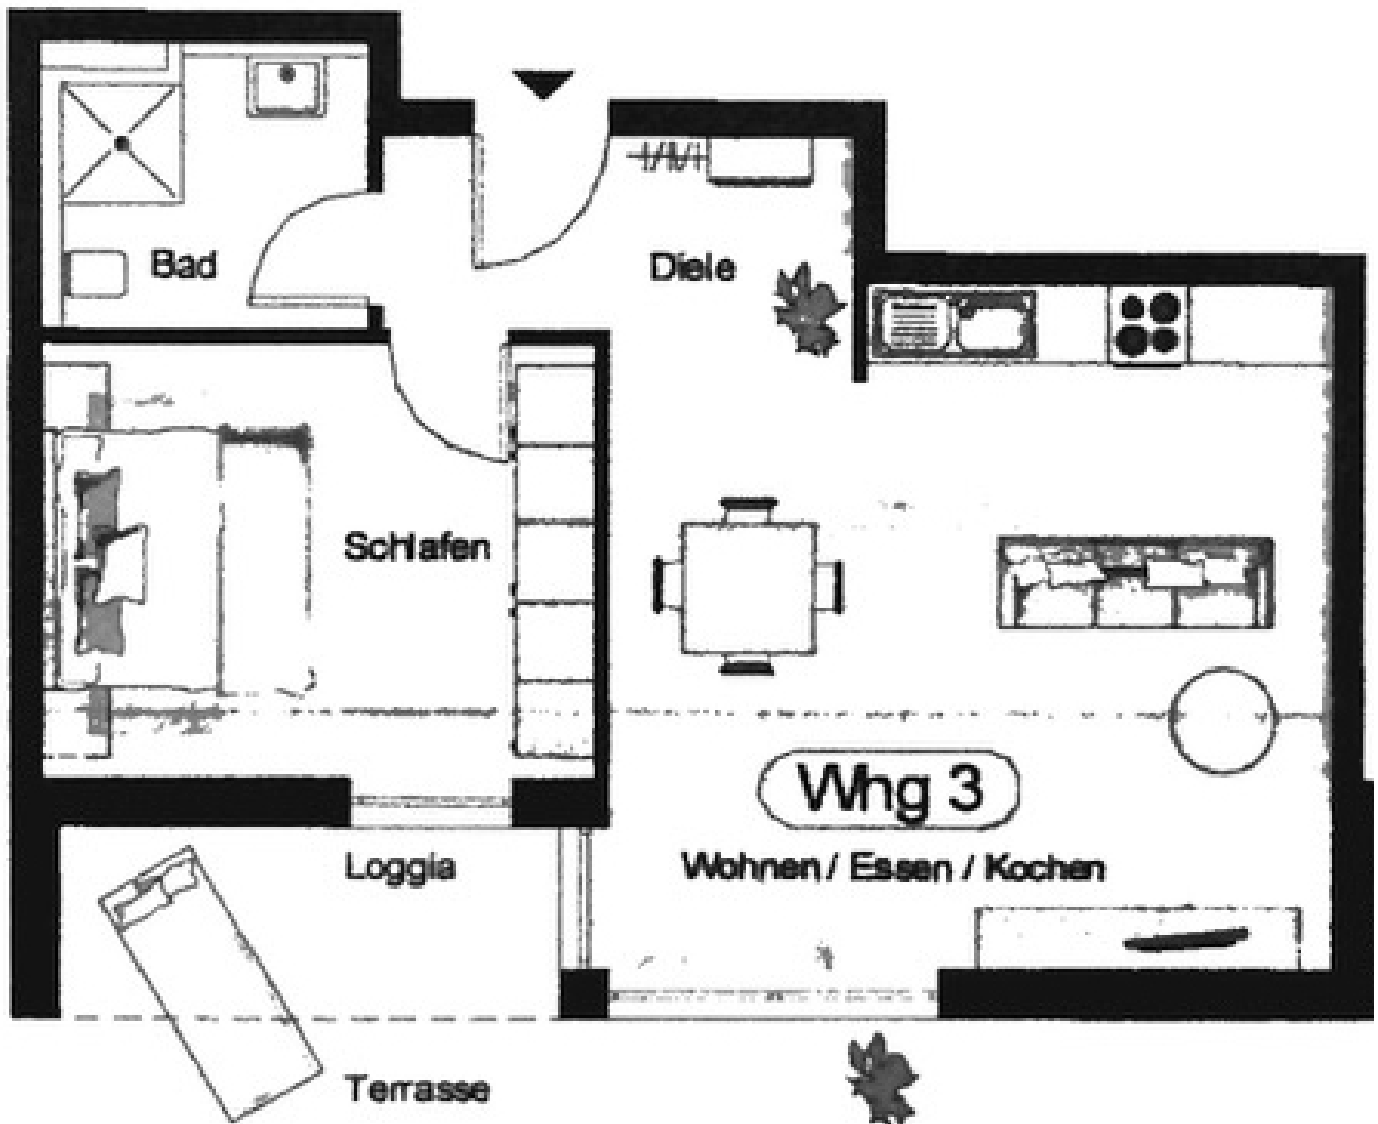 Bad
Diele
Schlafen
Whg 3
Loggia
Wohnen / Essen / Kochen
Terrasse